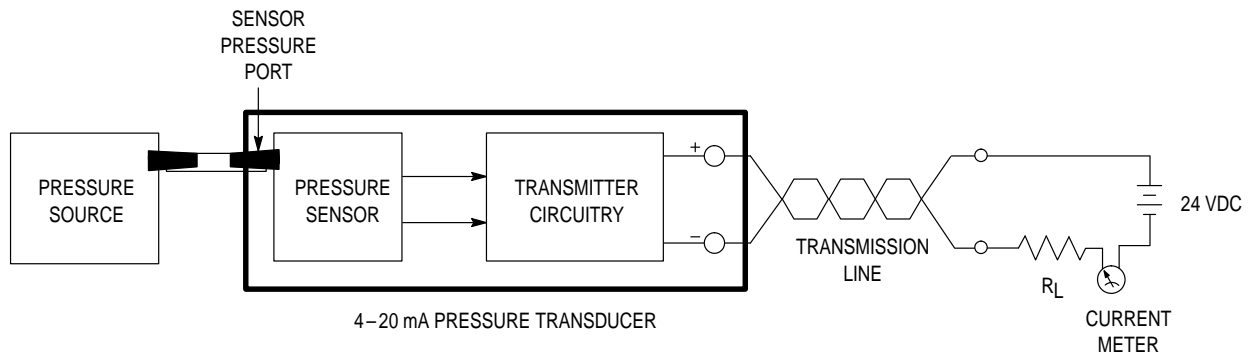 SENSOR
PRESSURE
PORT
PRESSURE
SOURCE
PRESSURE
SENSOR
TRANSMITTER
CIRCUITRY
+
–
TRANSMISSION
LINE
24 VDC
RL
CURRENT
METER
4–20 mA PRESSURE TRANSDUCER